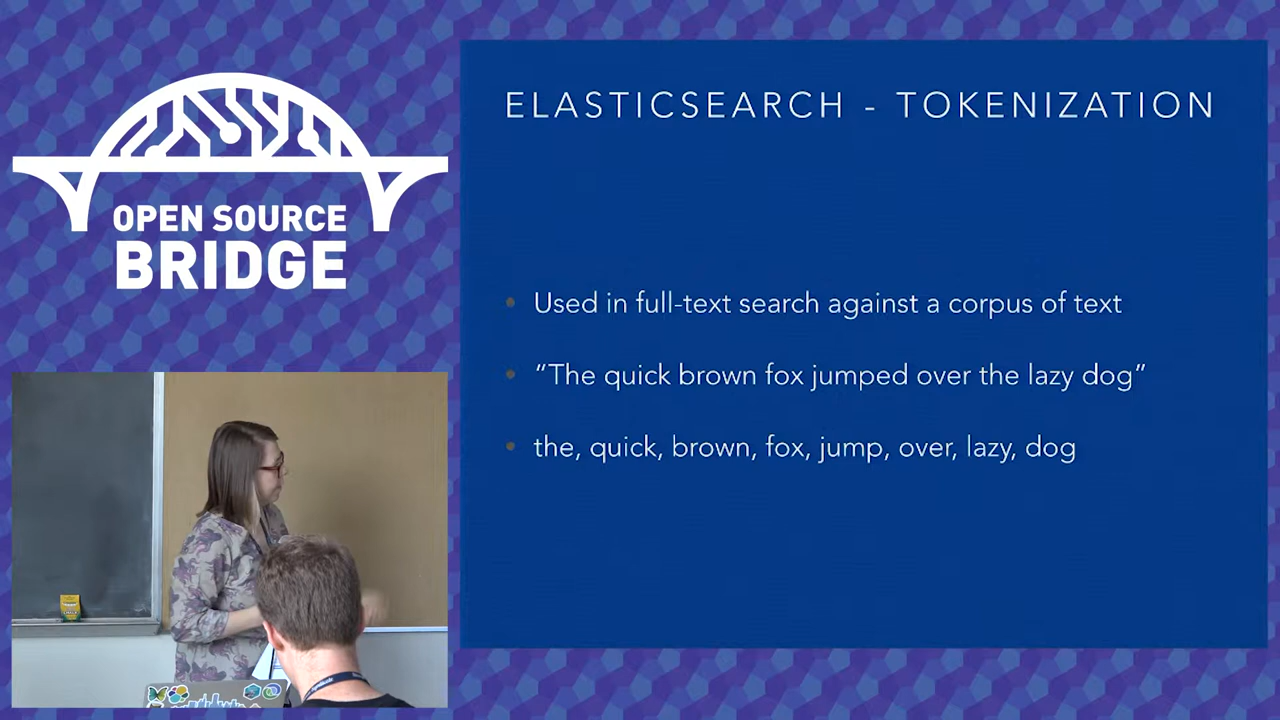 OPEN SOURCE
BRIDGE
ELASTICSEARCH - TOKENIZATION
Used in full-text search against a corpus of text
“The quick brown fox jumped over the lazy dog”
the, quick, brown, fox, jump, over, lazy, dog